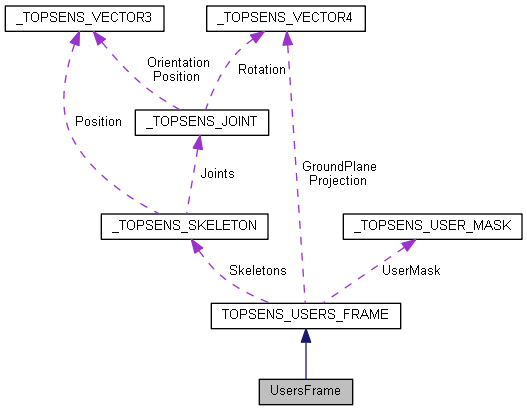 _TOPSENS_VECTOR3
_TOPSENS_VECTOR4
Orientation
Position
Rotation
Position
_TOPSENS_JOINT
Joints
GroundPlane
Projection
_TOPSENS_SKELETON
_TOPSENS_USER_MASK
Skeletons
UserMask
TOPSENS_USERS_FRAME
UsersFrame